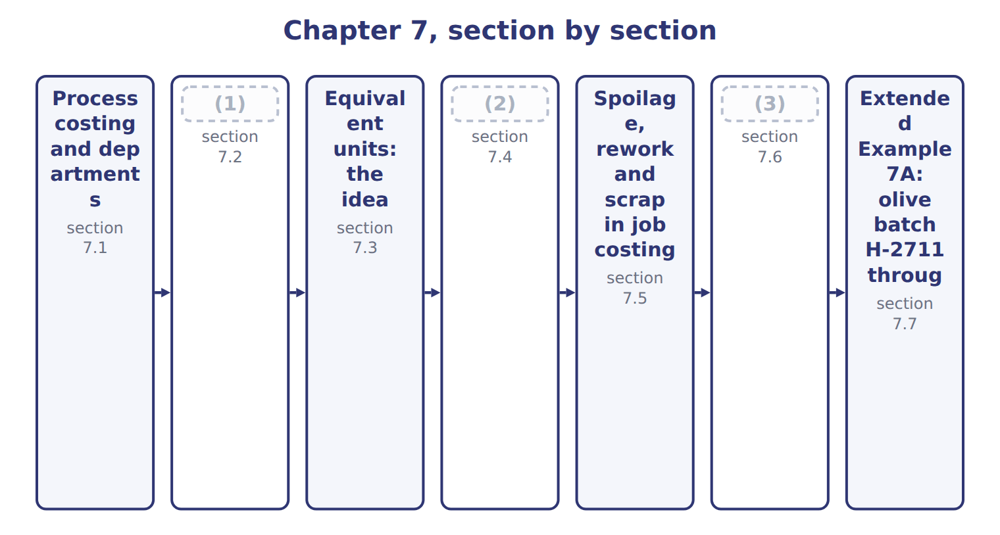 Chapter 7, section by section
Process
costing
and dep
artment
s
section
7.1
(1)
section
7.2
Equival
ent
units:
the
idea
section
7.3
(2)
section
7.4
Spoilag
e,
rework
and
scrap
in job
costing
section
7.5
(3)
section
7.6
Extende
d
Example
7A:
olive
batch
H-2711
throug
section
7.7